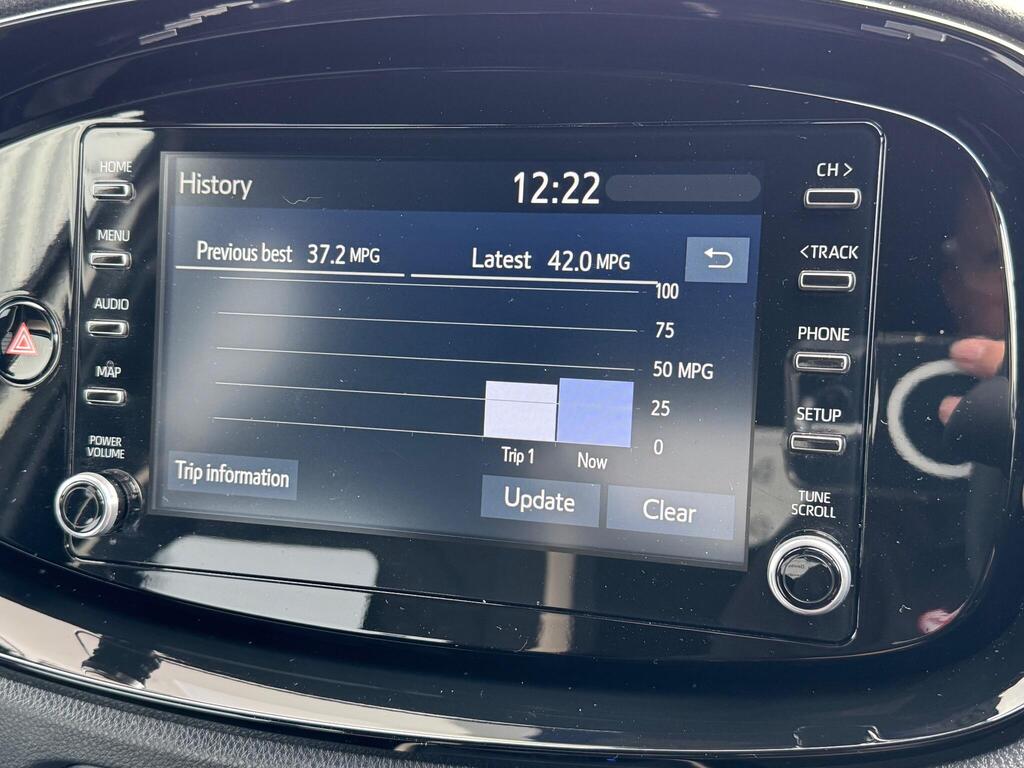 HOME
MENU
AUDIO
MAP
POWER
VOLUME
History
12:22
Previous best 37.2 MPG
Latest 42.0 MPG
100
75
50 MPG
25
0
Trip 1
Now
Trip information
Update
Clear
CH >
<TRACK
PHONE
SETUP
TUNE
SCROLL